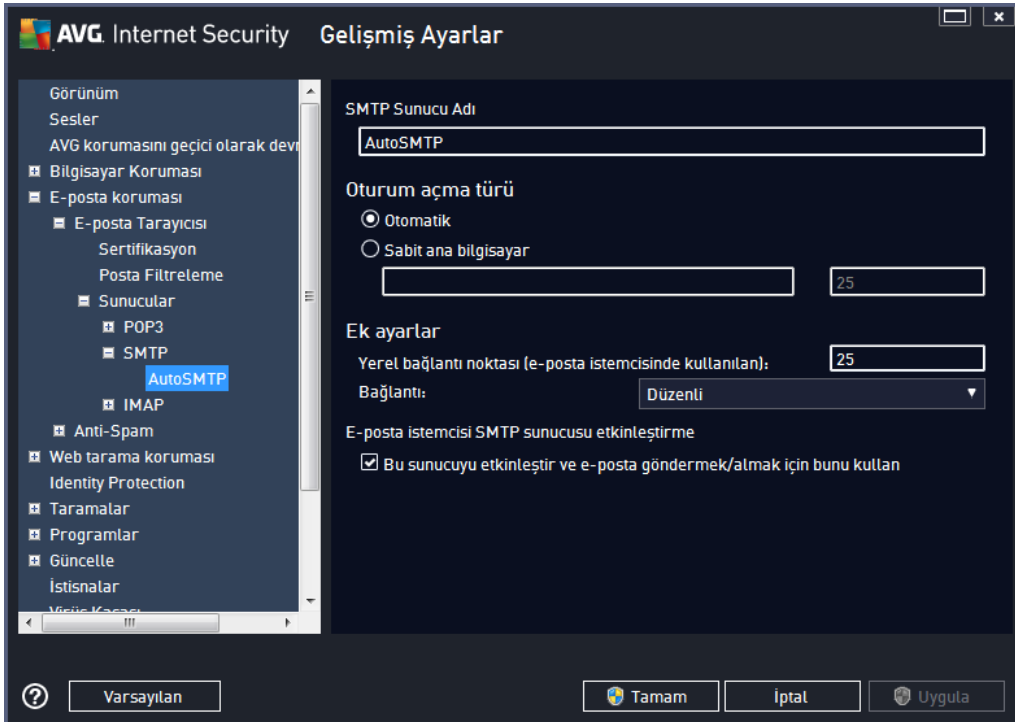 AVG. Internet Security Gelişmiş Ayarlar
Görünüm
Sesler
AVG korumasını geçici olarak
Bilgisayar Koruması
E-posta koruması
E-posta Tarayıcısı
Sertifikasyon
Posta Filtreleme
Sunucular
POP3
SMTP
AutoSMTP
IMAP
Anti-Spam
Web tarama koruması
Identity Protection
Taramalar
Programlar
Güncelle
İstisnalar
SMTP Sunucu Adı
AutoSMTP
Oturum açma türü
Otomatik
Sabit ana bilgisayar
25
Ek ayarlar
Yerel bağlantı noktası (e-posta istemcisinde kullanılan): 25
Bağlantı: Düzenli
E-posta istemcisi SMTP sunucusu etkinleştirme
Bu sunucuyu etkinleştir ve e-posta göndermek/almak için bunu kullan
? Varsayılan Tamam İptal Uygula